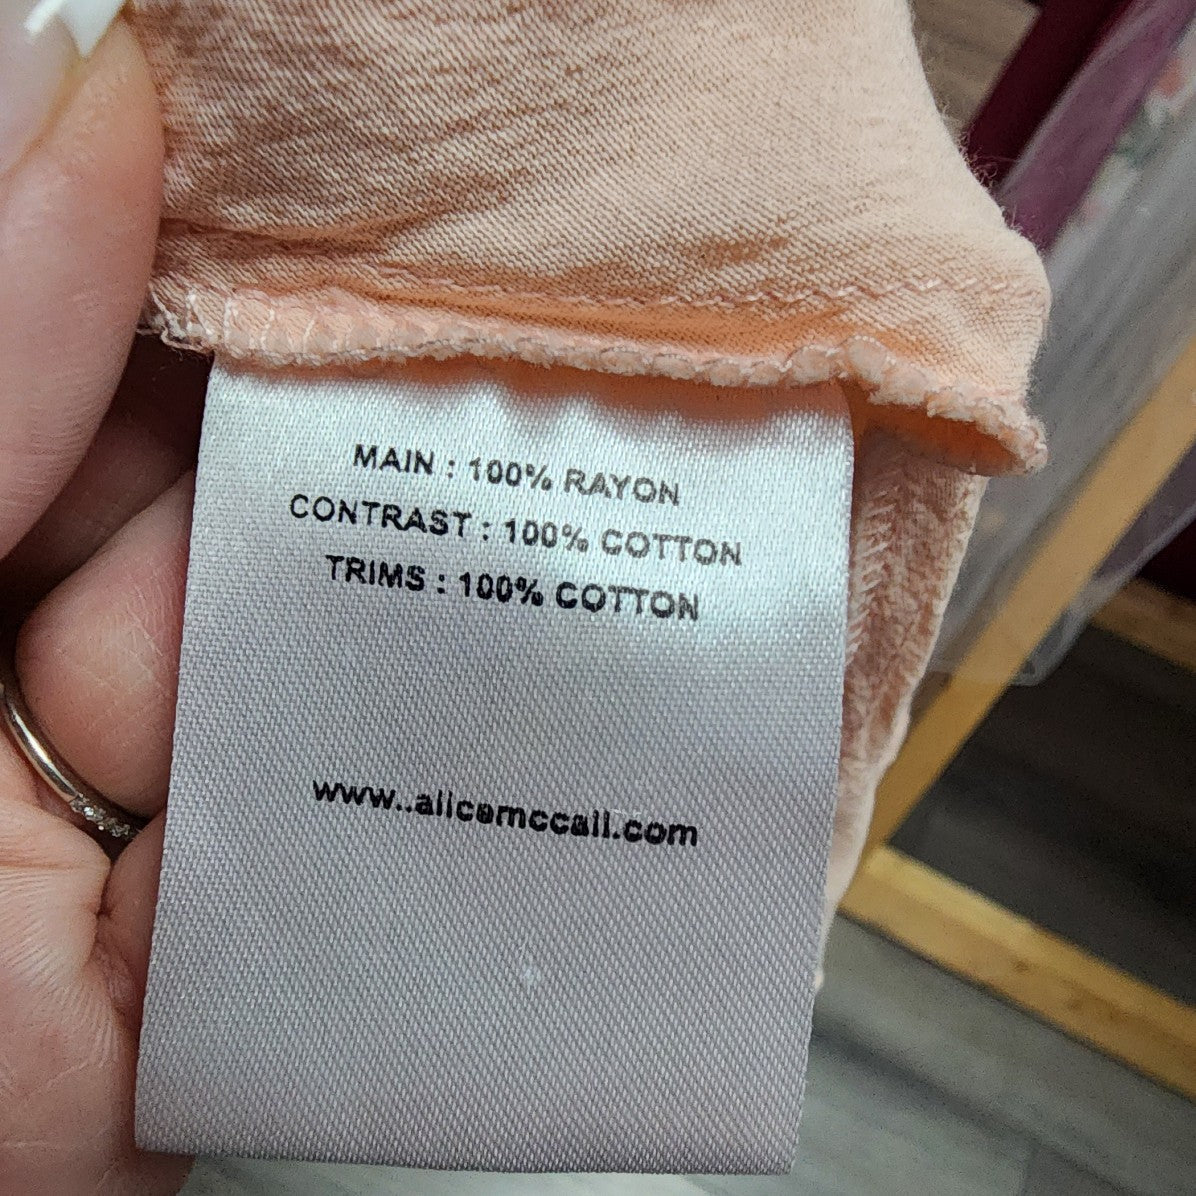 MAIN : 100% RAYON
CONTRAST : 100% COTTON
TRIMS : 100% COTTON
www..alicemccall.com